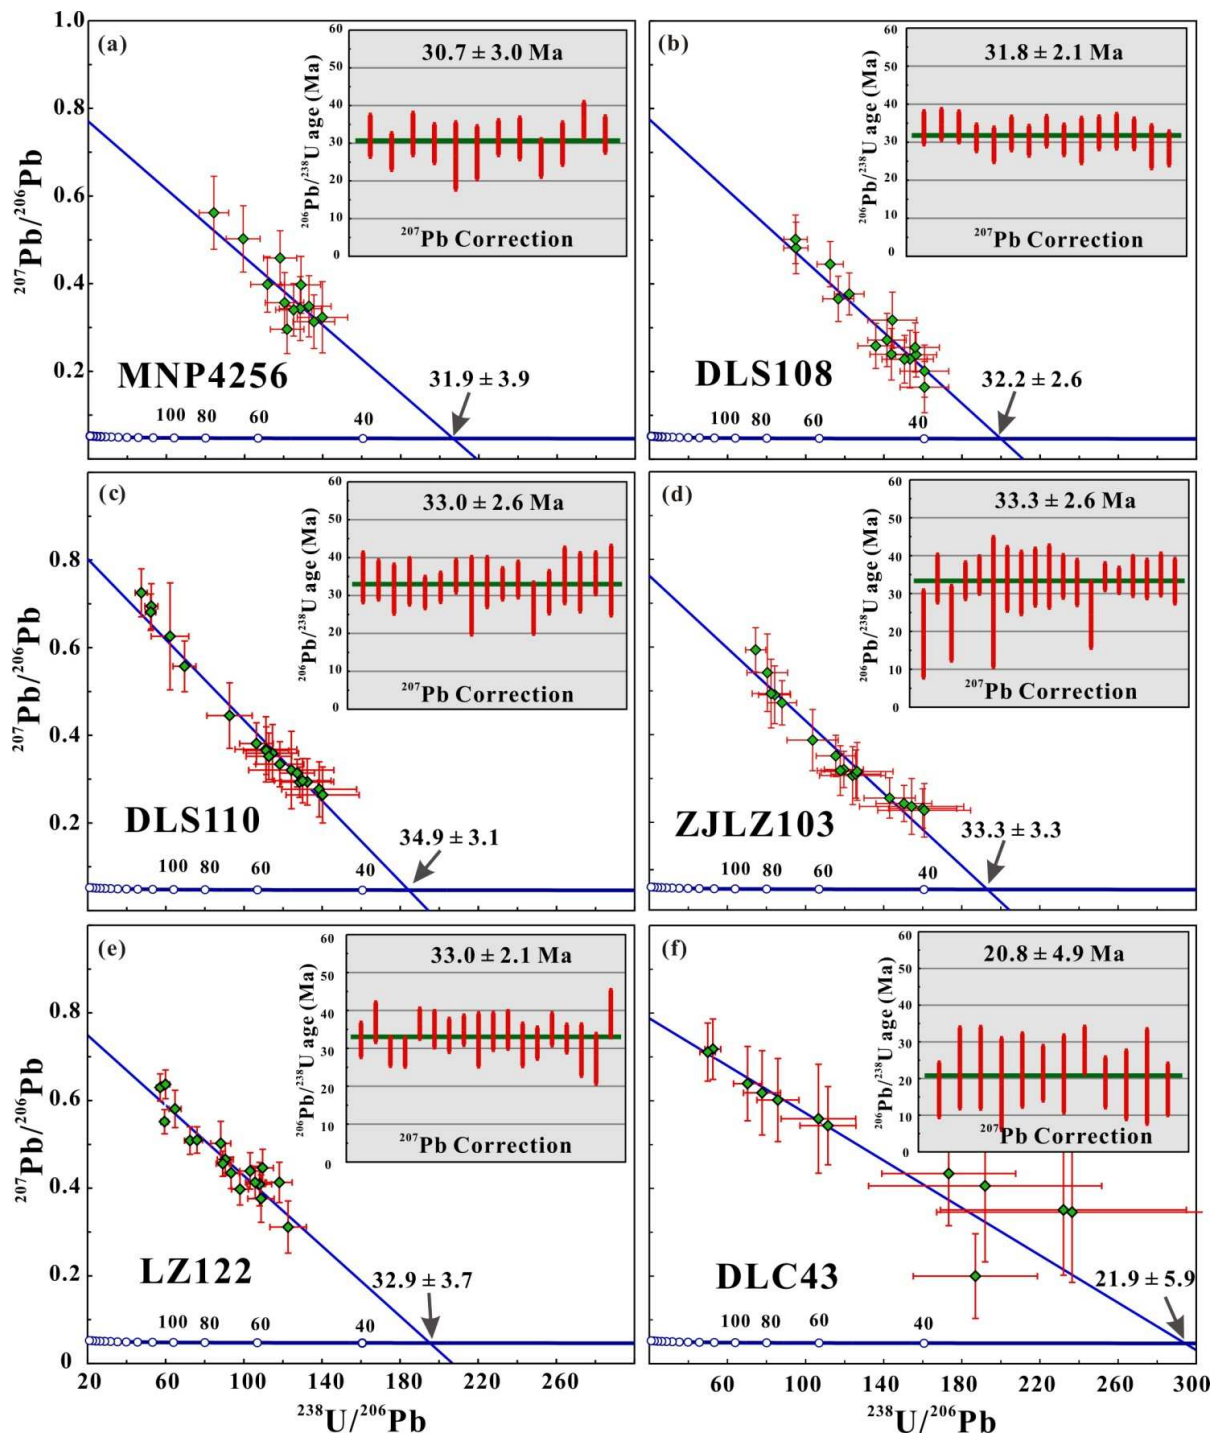 (a)
30.7 ± 3.0 Ma
60
50
40
30
20
10
0
²⁰⁶Pb/²³⁸U age (Ma)
²⁰⁷Pb Correction
1.0
0.8
0.6
0.4
0.2
²⁰⁷Pb/²⁰⁶Pb
MNP4256
31.9 ± 3.9
100 80 60 40
(b)
31.8 ± 2.1 Ma
60
50
40
30
20
10
0
²⁰⁶Pb/²³⁸U age (Ma)
²⁰⁷Pb Correction
DLS108
32.2 ± 2.6
100 80 60 40
(c)
33.0 ± 2.6 Ma
60
50
40
30
20
10
0
²⁰⁶Pb/²³⁸U age (Ma)
²⁰⁷Pb Correction
0.8
0.6
0.4
0.2
²⁰⁷Pb/²⁰⁶Pb
DLS110
34.9 ± 3.1
100 80 60 40
(d)
33.3 ± 2.6 Ma
60
50
40
30
20
10
0
²⁰⁶Pb/²³⁸U age (Ma)
²⁰⁷Pb Correction
ZJLZ103
33.3 ± 3.3
100 80 60 40
(e)
33.0 ± 2.1 Ma
60
50
40
30
20
10
0
²⁰⁶Pb/²³⁸U age (Ma)
²⁰⁷Pb Correction
0.8
0.6
0.4
0.2
0
²⁰⁷Pb/²⁰⁶Pb
LZ122
32.9 ± 3.7
100 80 60 40
20 100 180 260
²³⁸U/²⁰⁶Pb
(f)
20.8 ± 4.9 Ma
60
50
40
30
20
10
0
²⁰⁶Pb/²³⁸U age (Ma)
²⁰⁷Pb Correction
DLC43
21.9 ± 5.9
100 80 60 40
60 140 220 300
²³⁸U/²⁰⁶Pb